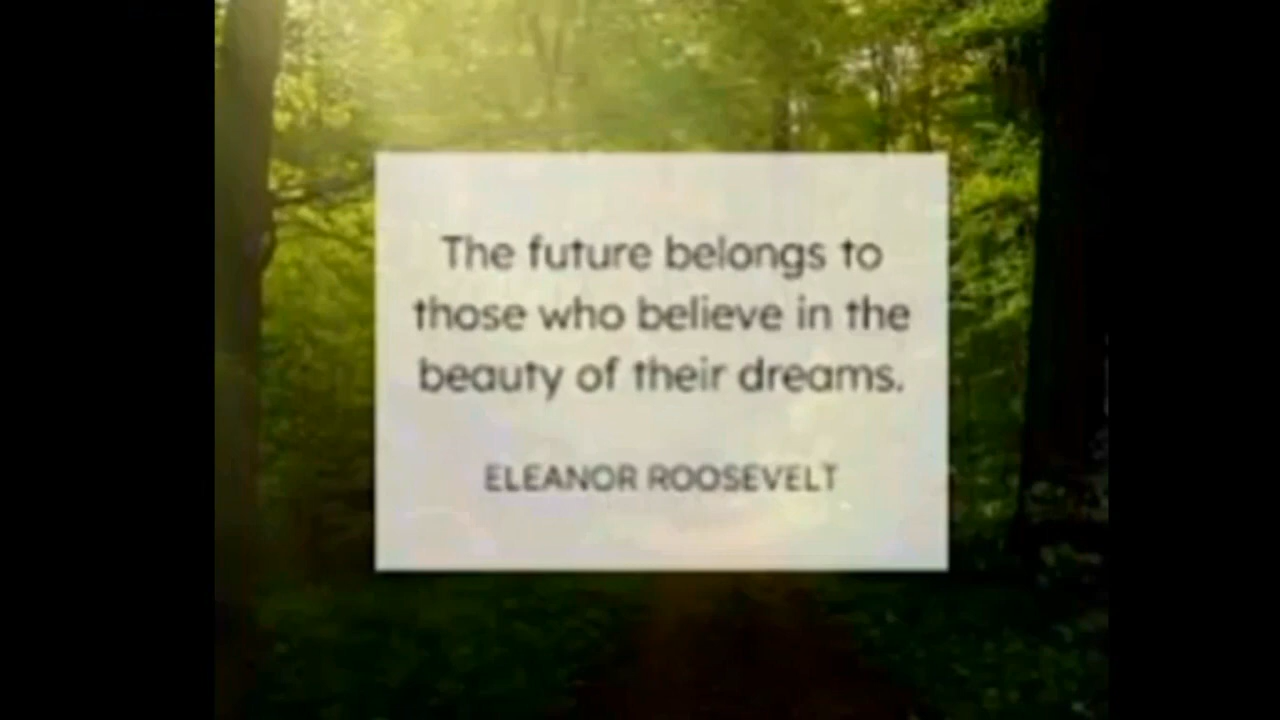 The future belongs to
those who believe in the
beauty of their dreams.
ELEANOR ROOSEVELT